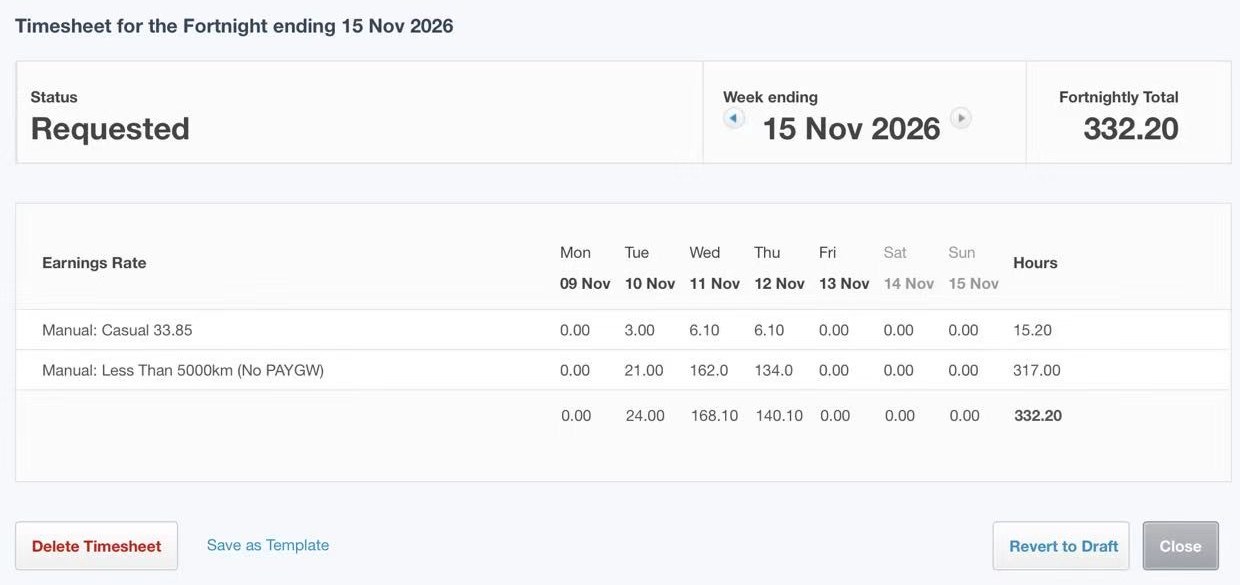 Timesheet for the Fortnight ending 15 Nov 2026
Status
Requested
Week ending
15 Nov 2026
Fortnightly Total
332.20
Earnings Rate
Mon Tue Wed Thu Fri Sat Sun
09 Nov 10 Nov 11 Nov 12 Nov 13 Nov 14 Nov 15 Nov
Hours
Manual: Casual 33.85 0.00 3.00 6.10 6.10 0.00 0.00 0.00 15.20
Manual: Less Than 5000km (No PAYGW) 0.00 21.00 162.0 134.0 0.00 0.00 0.00 317.00
0.00 24.00 168.10 140.10 0.00 0.00 0.00 332.20
Delete Timesheet Save as Template Revert to Draft Close